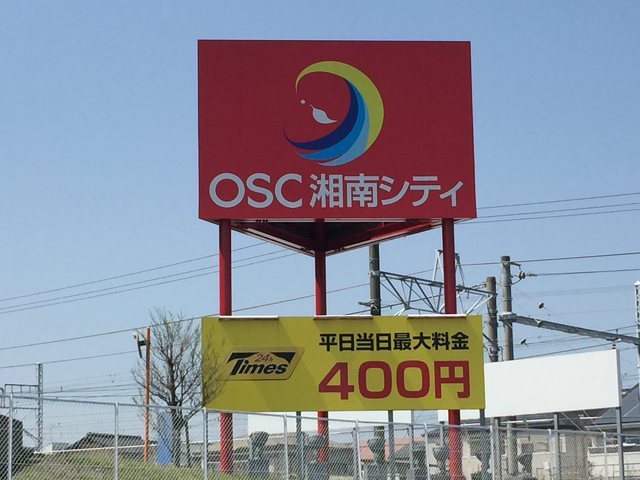 OSC湘南シティ
24h
Times
平日当日最大料金
400円